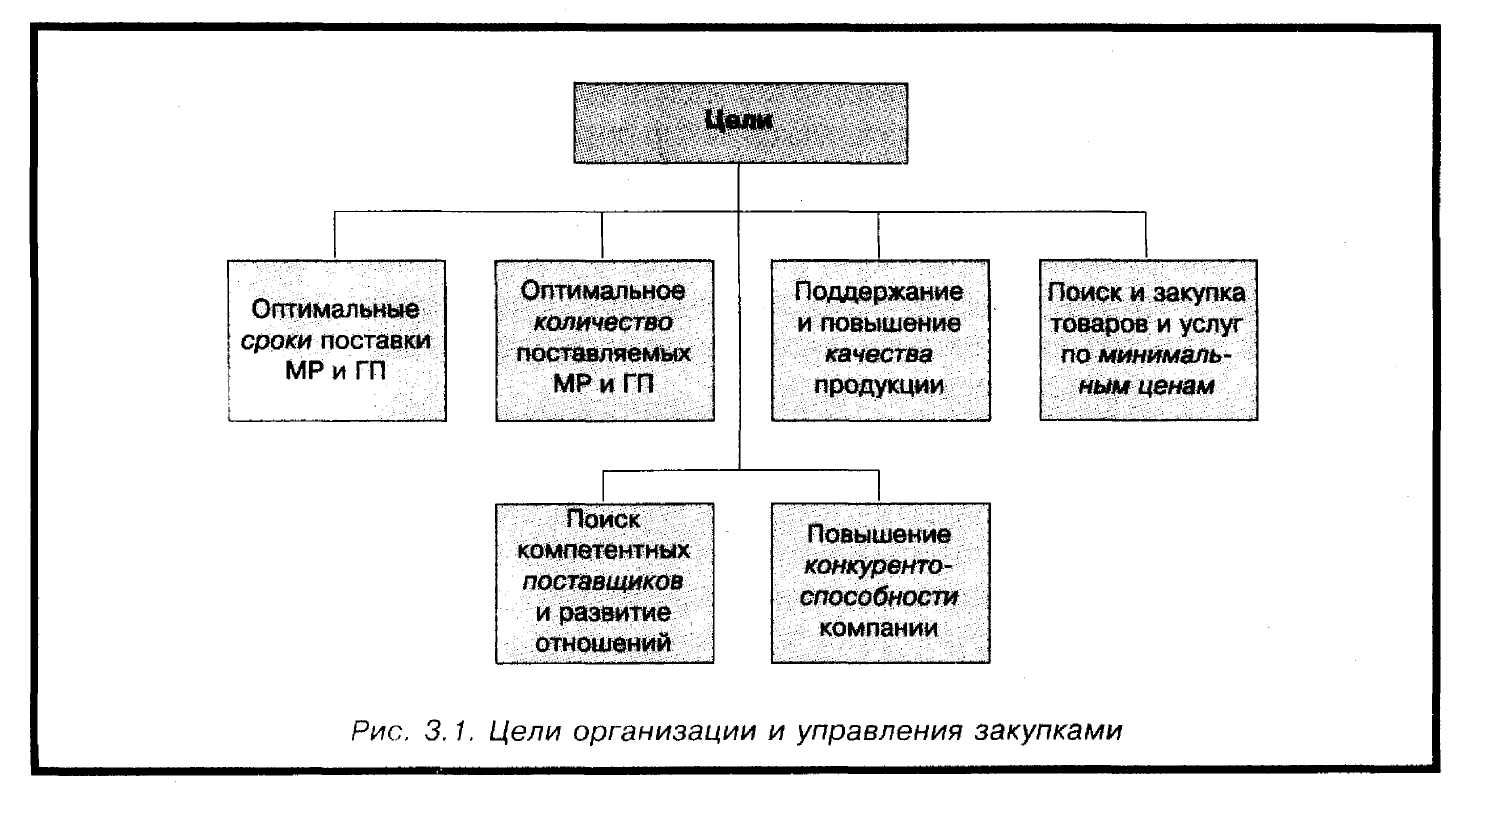 Цели
Оптимальные
сроки поставки
МР и ГП
Оптимальное
количество
поставляемых
МР и ГП
Поддержание
и повышение
качества
продукции
Поиск и закупка
товаров и услуг
по минималь-
ным ценам
Поиск
компетентных
поставщиков
и развитие
отношений
Повышение
конкуренто-
способности
компании
Рис. 3.1. Цели организации и управления закупками